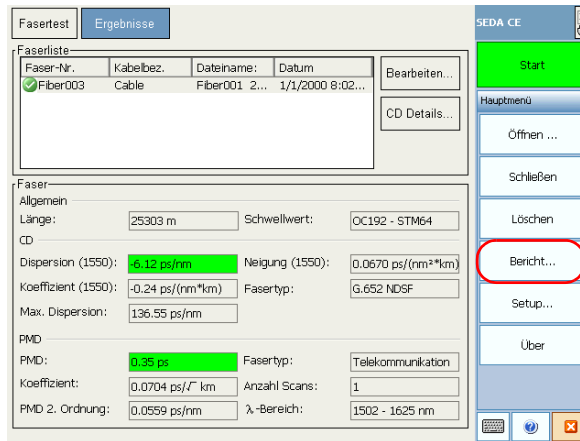 Fasertest Ergebnisse
Faserliste
Faser-Nr. Kabelbez. Dateiname: Datum
Fiber003 Cable Fiber001 2... 1/1/2000 8:02...
Bearbeiten...
CD Details...
Faser
Allgemein
Länge: 25303 m Schwellwert: OC192 - STM64
CD
Dispersion (1550): -6.12 ps/nm Neigung (1550): 0.0670 ps/(nm²*km)
Koeffizient (1550): -0.24 ps/(nm*km) Fasertyp: G.652 NDSF
Max. Dispersion: 136.55 ps/nm
PMD
PMD: 0.35 ps Fasertyp: Telekommunikation
Koeffizient: 0.0704 ps/√ km Anzahl Scans: 1
PMD 2. Ordnung: 0.0559 ps/nm λ-Bereich: 1502 - 1625 nm
SEDA CE
Start
Hauptmenü
Öffnen ...
Schließen
Löschen
Bericht...
Setup...
Über